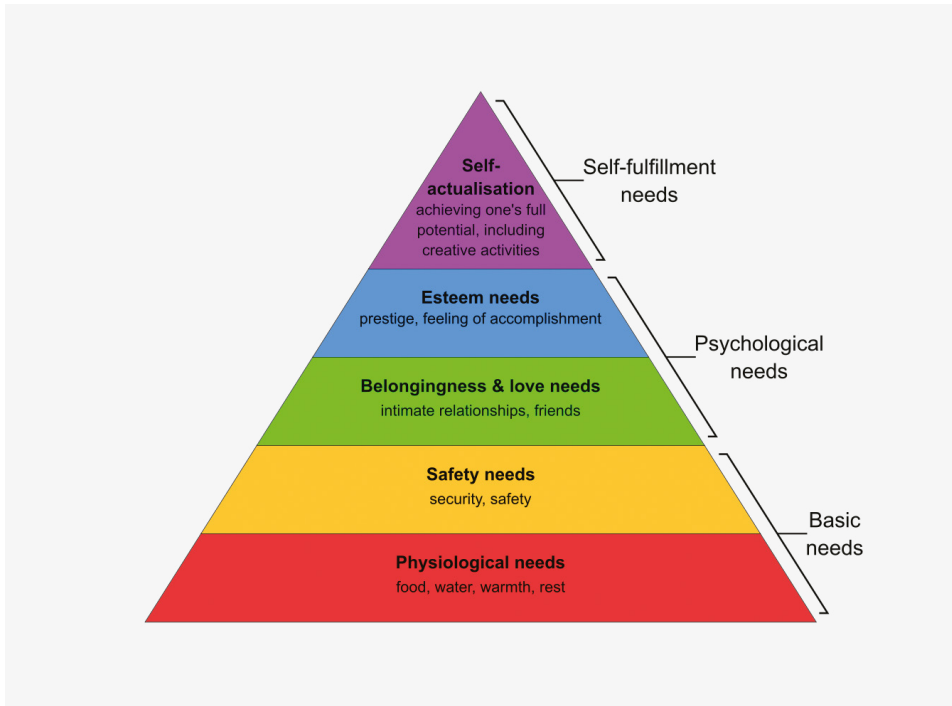 Self-
actualisation
achieving one's full
potential, including
creative activities
Self-fulfillment
needs
Esteem needs
prestige, feeling of accomplishment
Psychological
needs
Belongingness & love needs
intimate relationships, friends
Safety needs
security, safety
Basic
needs
Physiological needs
food, water, warmth, rest